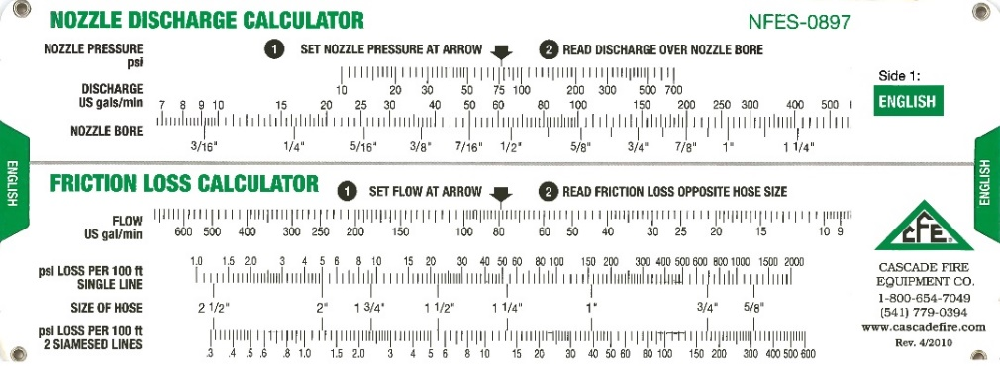 NOZZLE DISCHARGE CALCULATOR
NFES-0897
NOZZLE PRESSURE
psi
1 SET NOZZLE PRESSURE AT ARROW
2 READ DISCHARGE OVER NOZZLE BORE
10 20 30 50 75 100 200 300 500 700
DISCHARGE
US gals/min
7 8 9 10 15 20 25 30 40 50 60 80 100 150 200 250 300 400 500
NOZZLE BORE
3/16" 1/4" 5/16" 3/8" 7/16" 1/2" 5/8" 3/4" 7/8" 1" 1 1/4"
Side 1:
ENGLISH
ENGLISH
ENGLISH
FRICTION LOSS CALCULATOR
1 SET FLOW AT ARROW
2 READ FRICTION LOSS OPPOSITE HOSE SIZE
FLOW
US gal/min
600 500 400 300 250 200 150 100 80 60 50 40 30 25 20 15 10 9
psi LOSS PER 100 ft
SINGLE LINE
1.0 1.5 2.0 3 4 5 6 8 10 15 20 30 40 50 60 80 100 150 200 300 400 500 600 800 1000 1500 2000
SIZE OF HOSE
2 1/2" 2" 1 3/4" 1 1/2" 1 1/4" 1" 3/4" 5/8"
psi LOSS PER 100 ft
2 SIAMESED LINES
.3 .4 .5 .6 .8 1.0 1.5 2.0 3 4 5 6 8 10 15 20 30 40 50 60 80 100 150 200 300 400 500 600
CFE
CASCADE FIRE
EQUIPMENT CO.
1-800-654-7049
(541) 779-0394
www.cascadefire.com
Rev. 4/2010